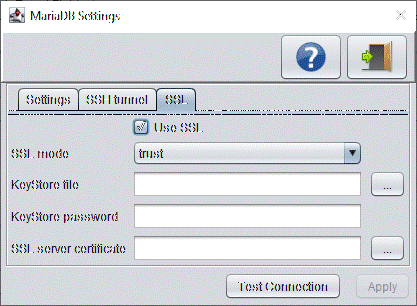 MariaDB Settings
Settings SSH tunnel SSL
Use SSL
SSL mode trust
KeyStore file ...
KeyStore password
SSL server certificate ...
Test Connection Apply